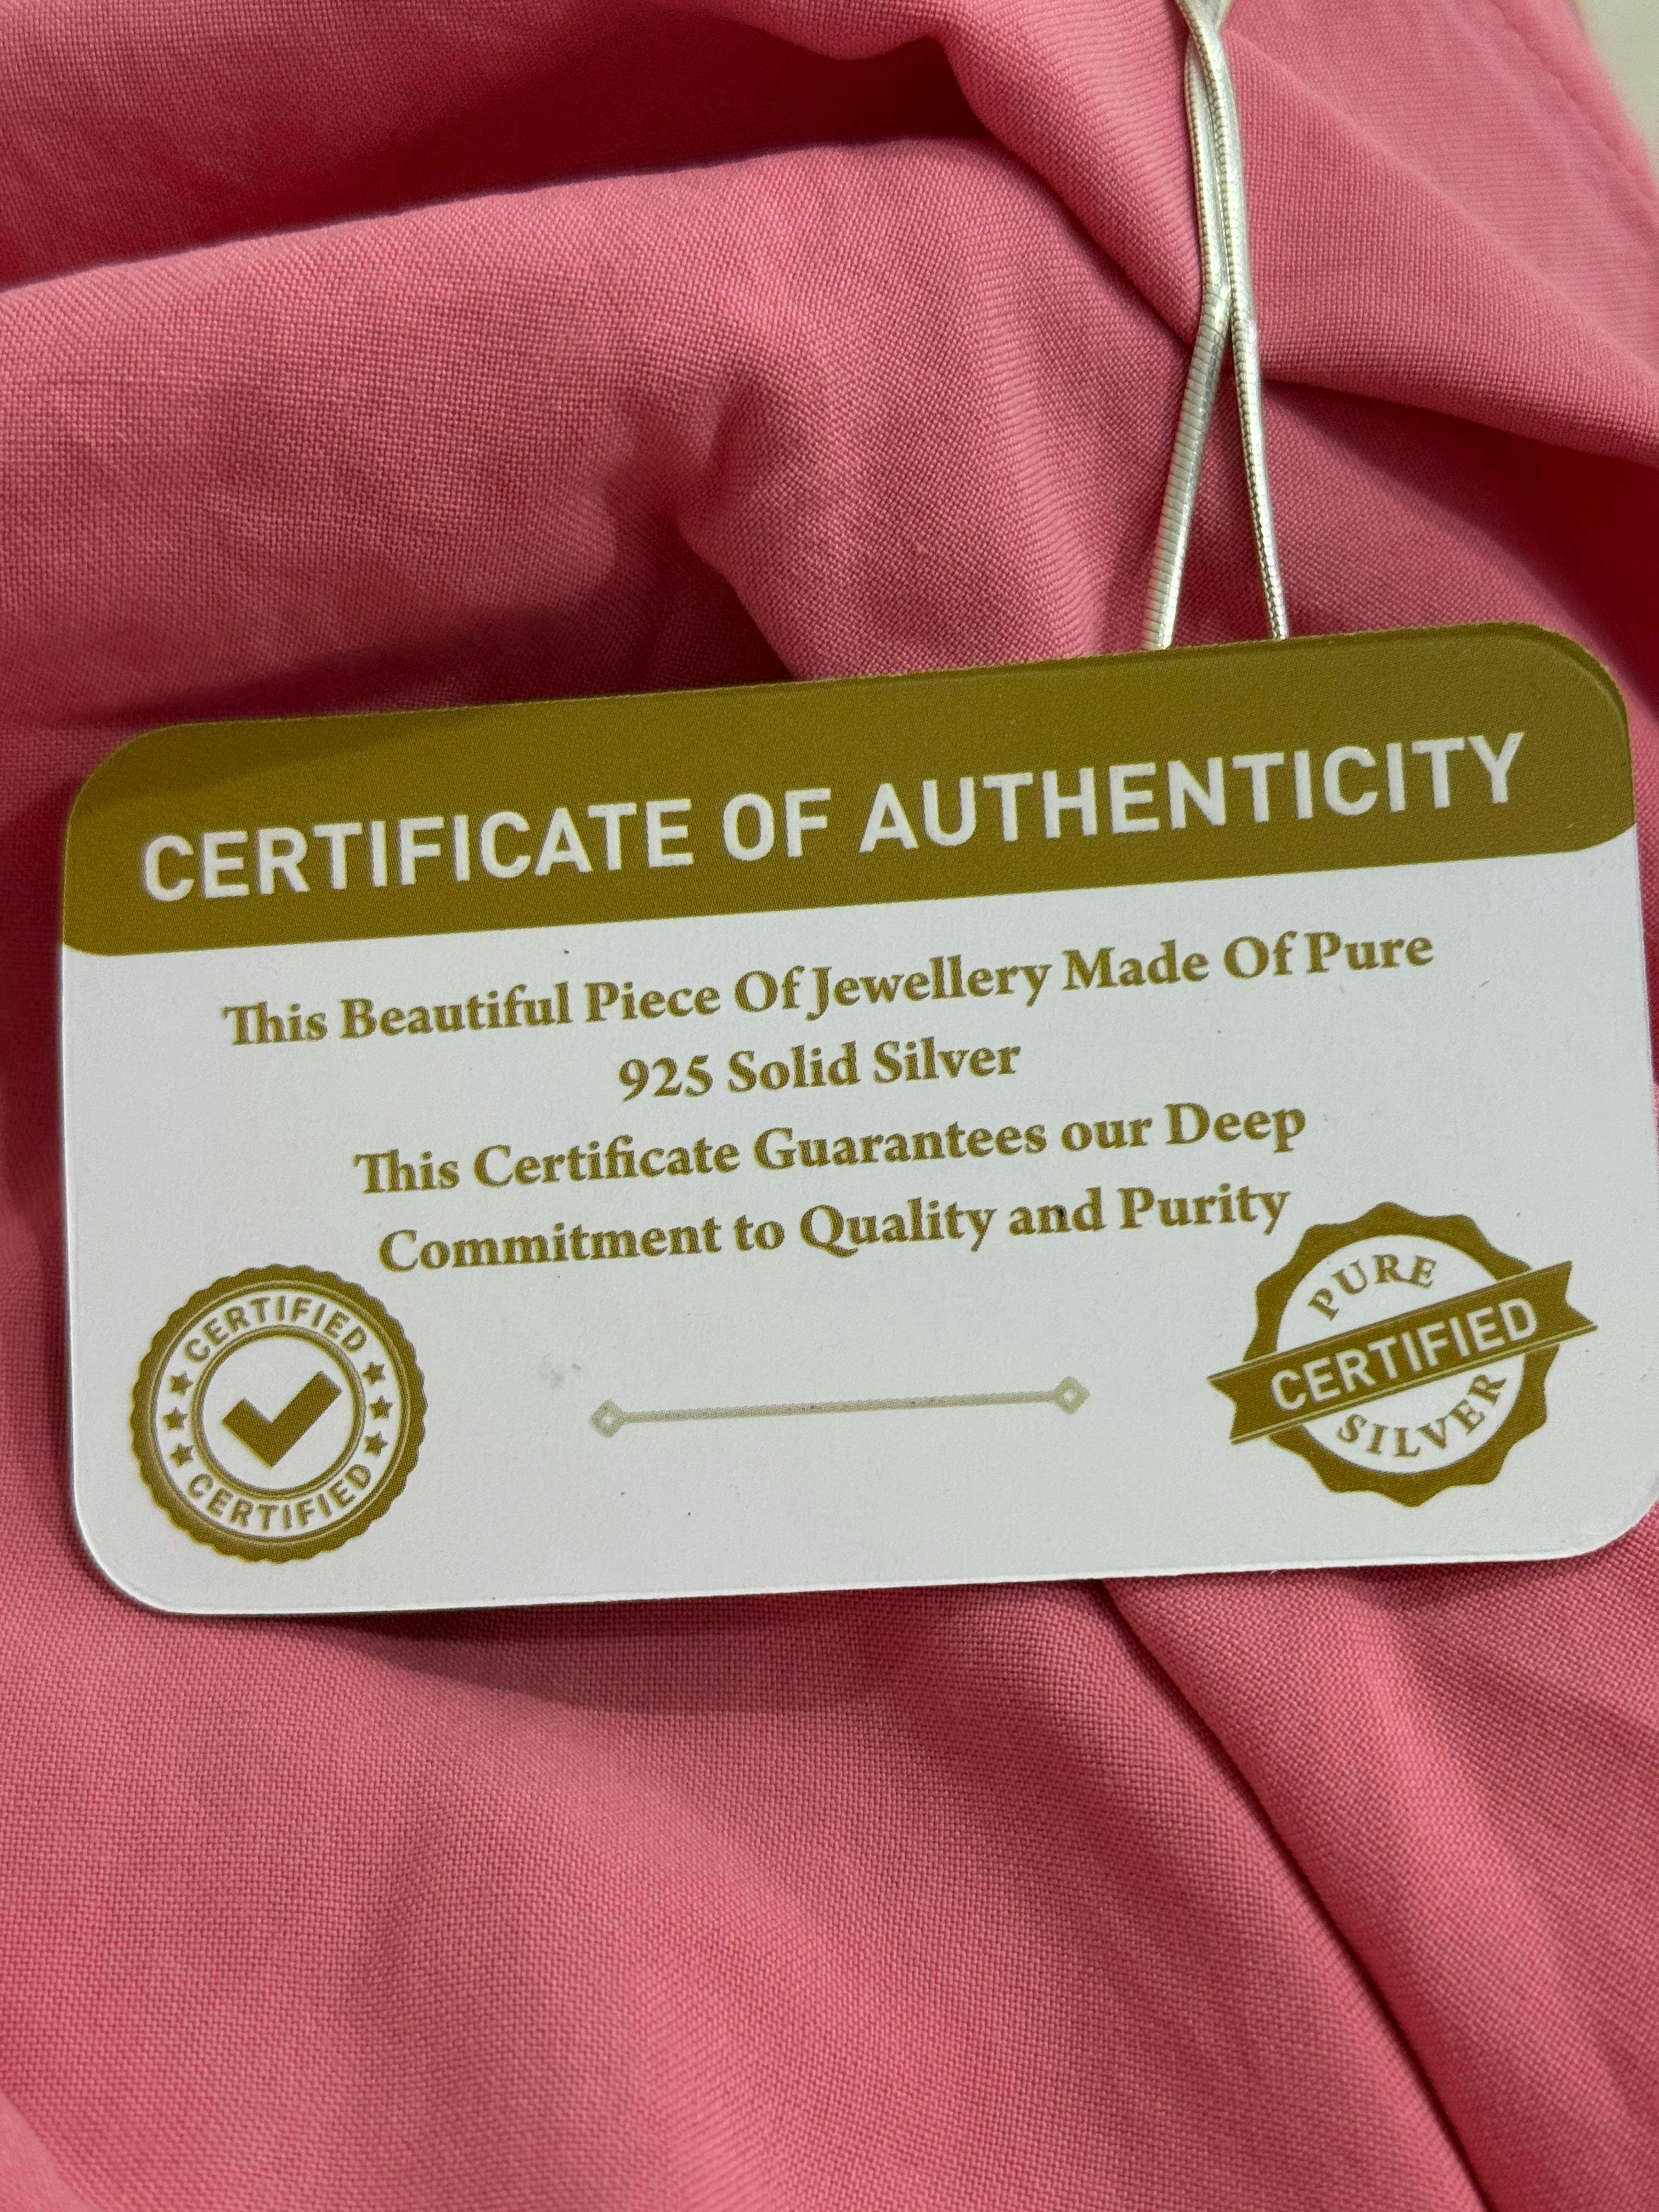 CERTIFICATE OF AUTHENTICITY
This Beautiful Piece Of Jewellery Made Of Pure
925 Solid Silver
This Certificate Guarantees our Deep
Commitment to Quality and Purity
CERTIFIED
CERTIFIED
PURE
CERTIFIED
SILVER